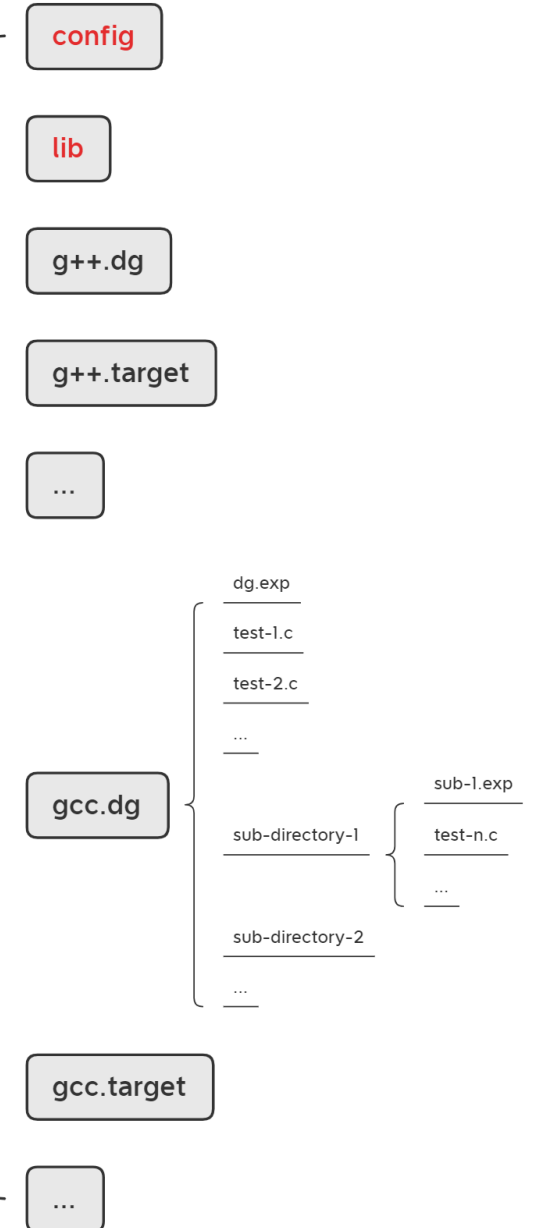 config
lib
g++.dg
g++.target
...
dg.exp
test-1.c
test-2.c
...
gcc.dg
sub-directory-1
sub-1.exp
test-n.c
...
sub-directory-2
...
gcc.target
...